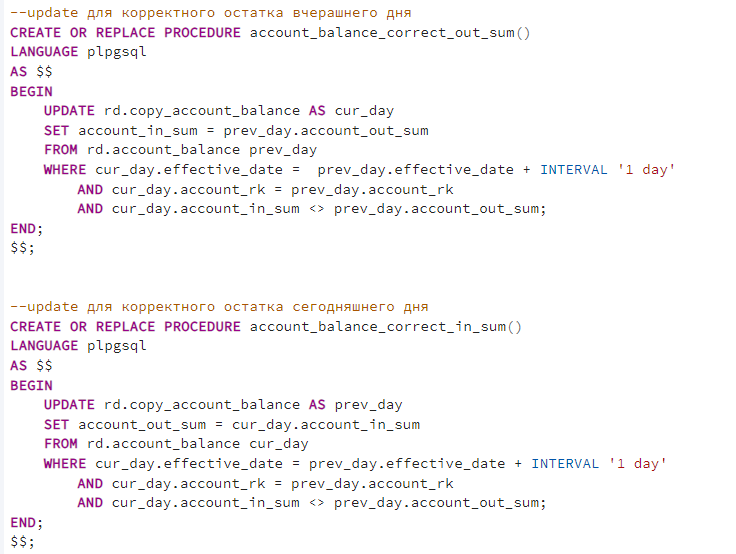 --update для корректного остатка вчерашнего дня
CREATE OR REPLACE PROCEDURE account_balance_correct_out_sum()
LANGUAGE plpgsql
AS $$
BEGIN
    UPDATE rd.copy_account_balance AS cur_day
    SET account_in_sum = prev_day.account_out_sum
    FROM rd.account_balance prev_day
    WHERE cur_day.effective_date =  prev_day.effective_date + INTERVAL '1 day'
        AND cur_day.account_rk = prev_day.account_rk
        AND cur_day.account_in_sum <> prev_day.account_out_sum;
END;
$$;

--update для корректного остатка сегодняшнего дня
CREATE OR REPLACE PROCEDURE account_balance_correct_in_sum()
LANGUAGE plpgsql
AS $$
BEGIN
    UPDATE rd.copy_account_balance AS prev_day
    SET account_out_sum = cur_day.account_in_sum
    FROM rd.account_balance cur_day
    WHERE cur_day.effective_date = prev_day.effective_date + INTERVAL '1 day'
        AND cur_day.account_rk = prev_day.account_rk
        AND cur_day.account_in_sum <> prev_day.account_out_sum;
END;
$$;